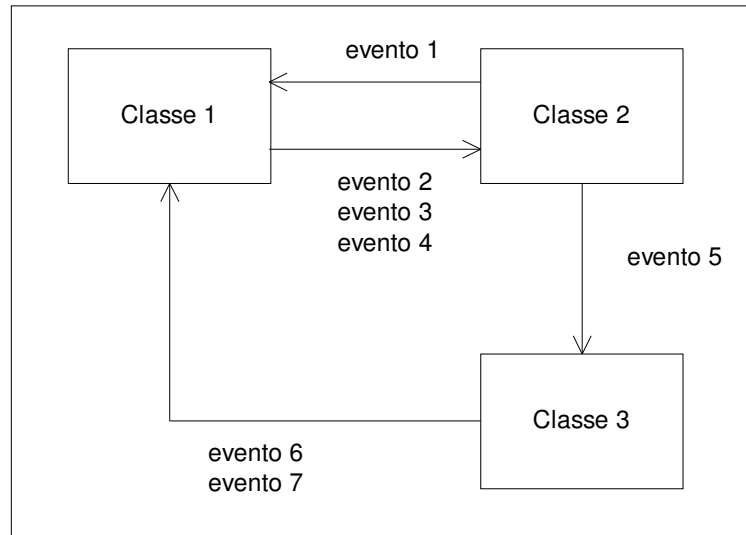 evento 1
Classe 1
Classe 2
evento 2
evento 3
evento 4
evento 5
Classe 3
evento 6
evento 7